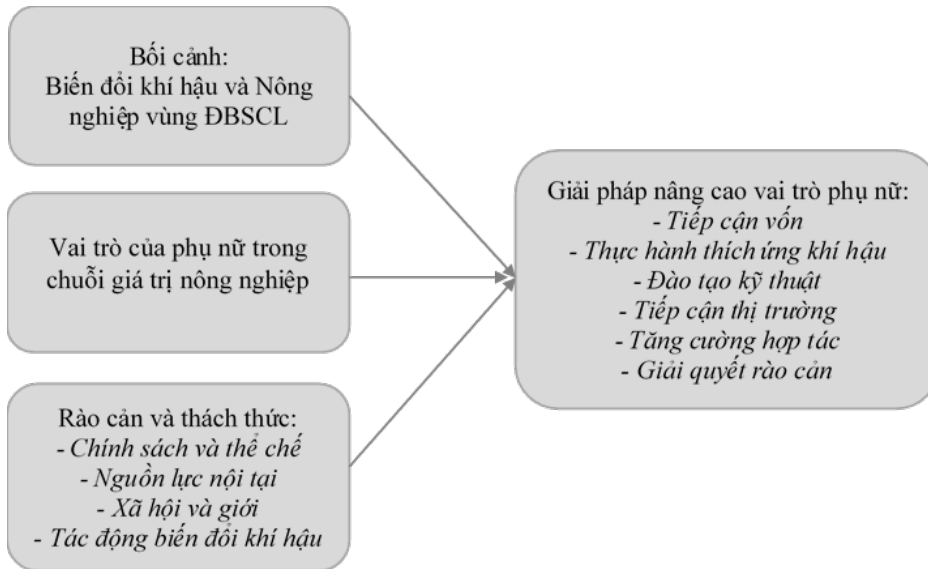 Bối cảnh:
Biến đổi khí hậu và Nông
nghiệp vùng ĐBSCL
Vai trò của phụ nữ trong
chuỗi giá trị nông nghiệp
Rào cản và thách thức:
- Chính sách và thể chế
- Nguồn lực nội tại
- Xã hội và giới
- Tác động biến đổi khí hậu
Giải pháp nâng cao vai trò phụ nữ:
- Tiếp cận vốn
- Thực hành thích ứng khí hậu
- Đào tạo kỹ thuật
- Tiếp cận thị trường
- Tăng cường hợp tác
- Giải quyết rào cản